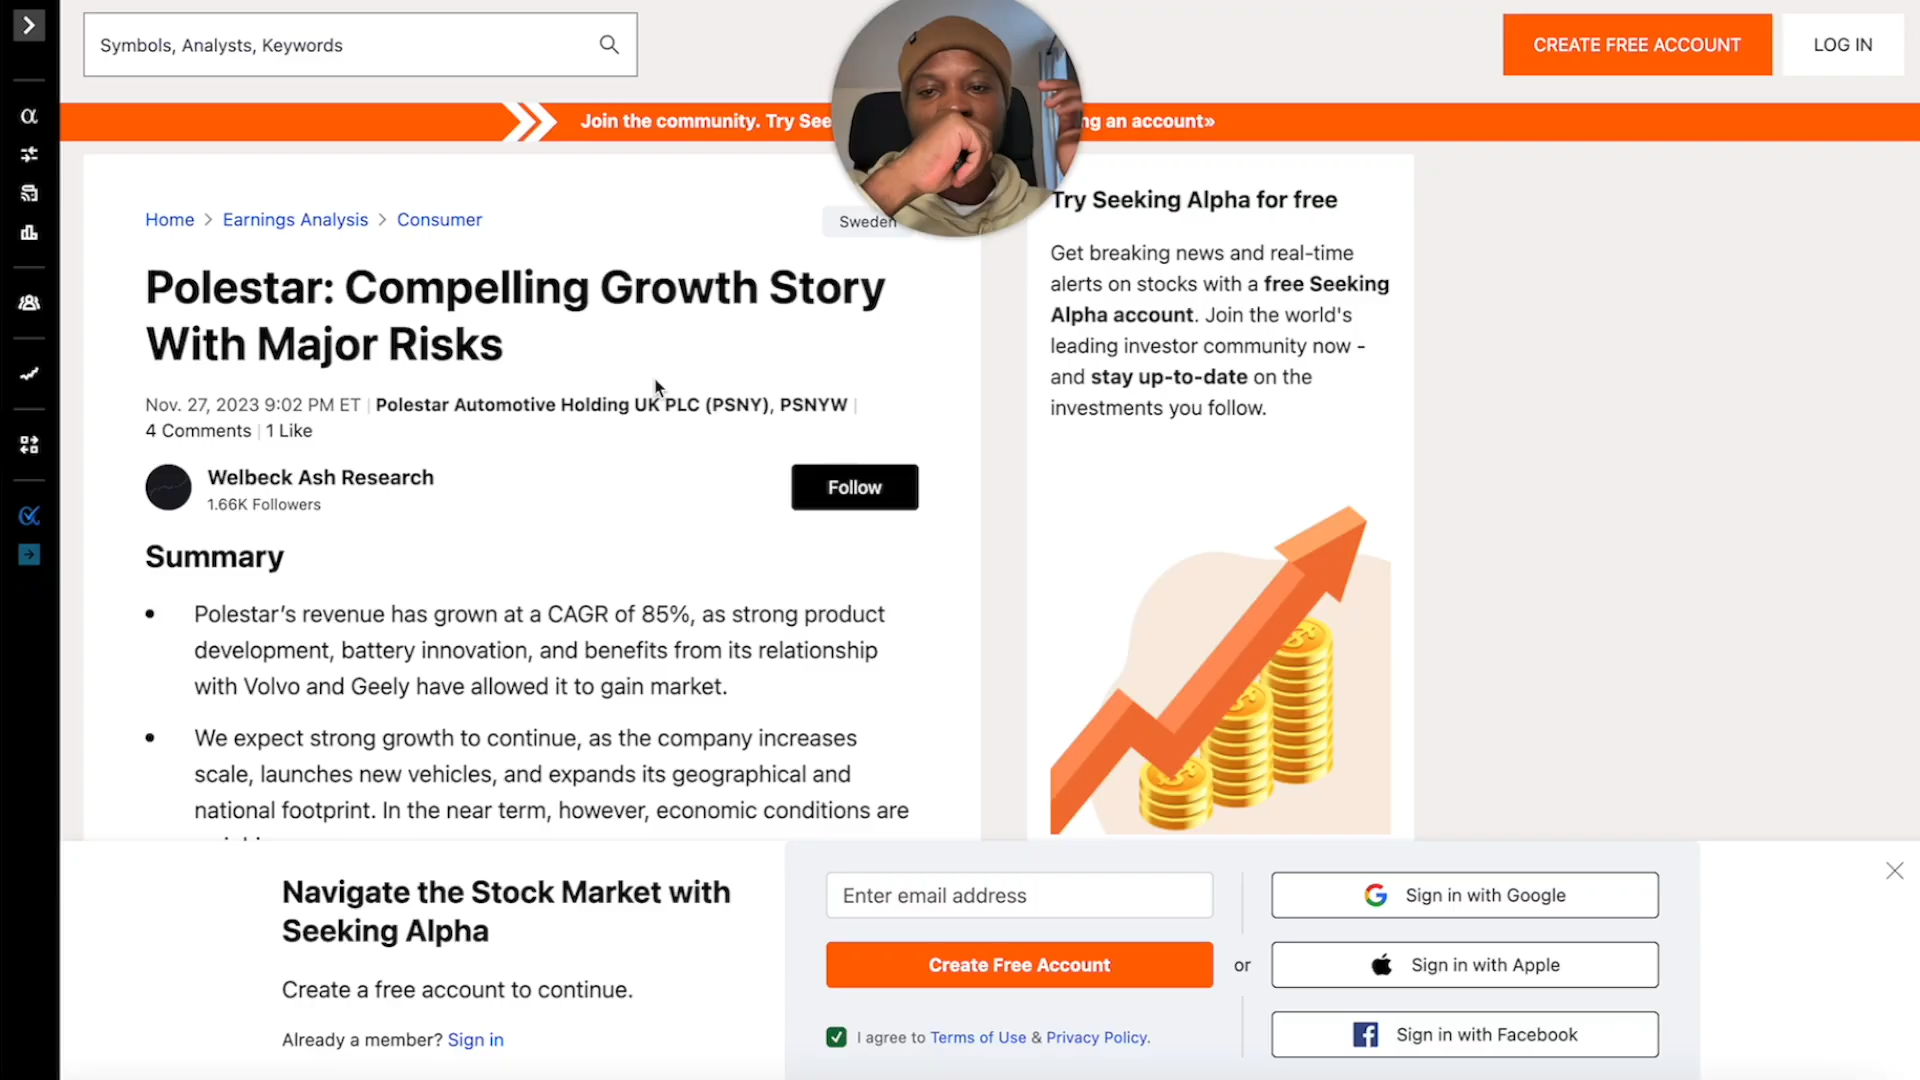 Symbols, Analysts, Keywords
CREATE FREE ACCOUNT
LOG IN
Join the community. Try See
ng an account»
Home > Earnings Analysis > Consumer
Sweden
Polestar: Compelling Growth Story
With Major Risks
Nov. 27, 2023 9:02 PM ET | Polestar Automotive Holding UK PLC (PSNY), PSNYW |
4 Comments | 1 Like
Welbeck Ash Research
1.66K Followers
Follow
Summary
• Polestar’s revenue has grown at a CAGR of 85%, as strong product
development, battery innovation, and benefits from its relationship
with Volvo and Geely have allowed it to gain market.
• We expect strong growth to continue, as the company increases
scale, launches new vehicles, and expands its geographical and
national footprint. In the near term, however, economic conditions are
Try Seeking Alpha for free
Get breaking news and real-time
alerts on stocks with a free Seeking
Alpha account. Join the world's
leading investor community now -
and stay up-to-date on the
investments you follow.
Navigate the Stock Market with
Seeking Alpha
Create a free account to continue.
Already a member? Sign in
Enter email address
Create Free Account
I agree to Terms of Use & Privacy Policy.
or
Sign in with Google
Sign in with Apple
Sign in with Facebook